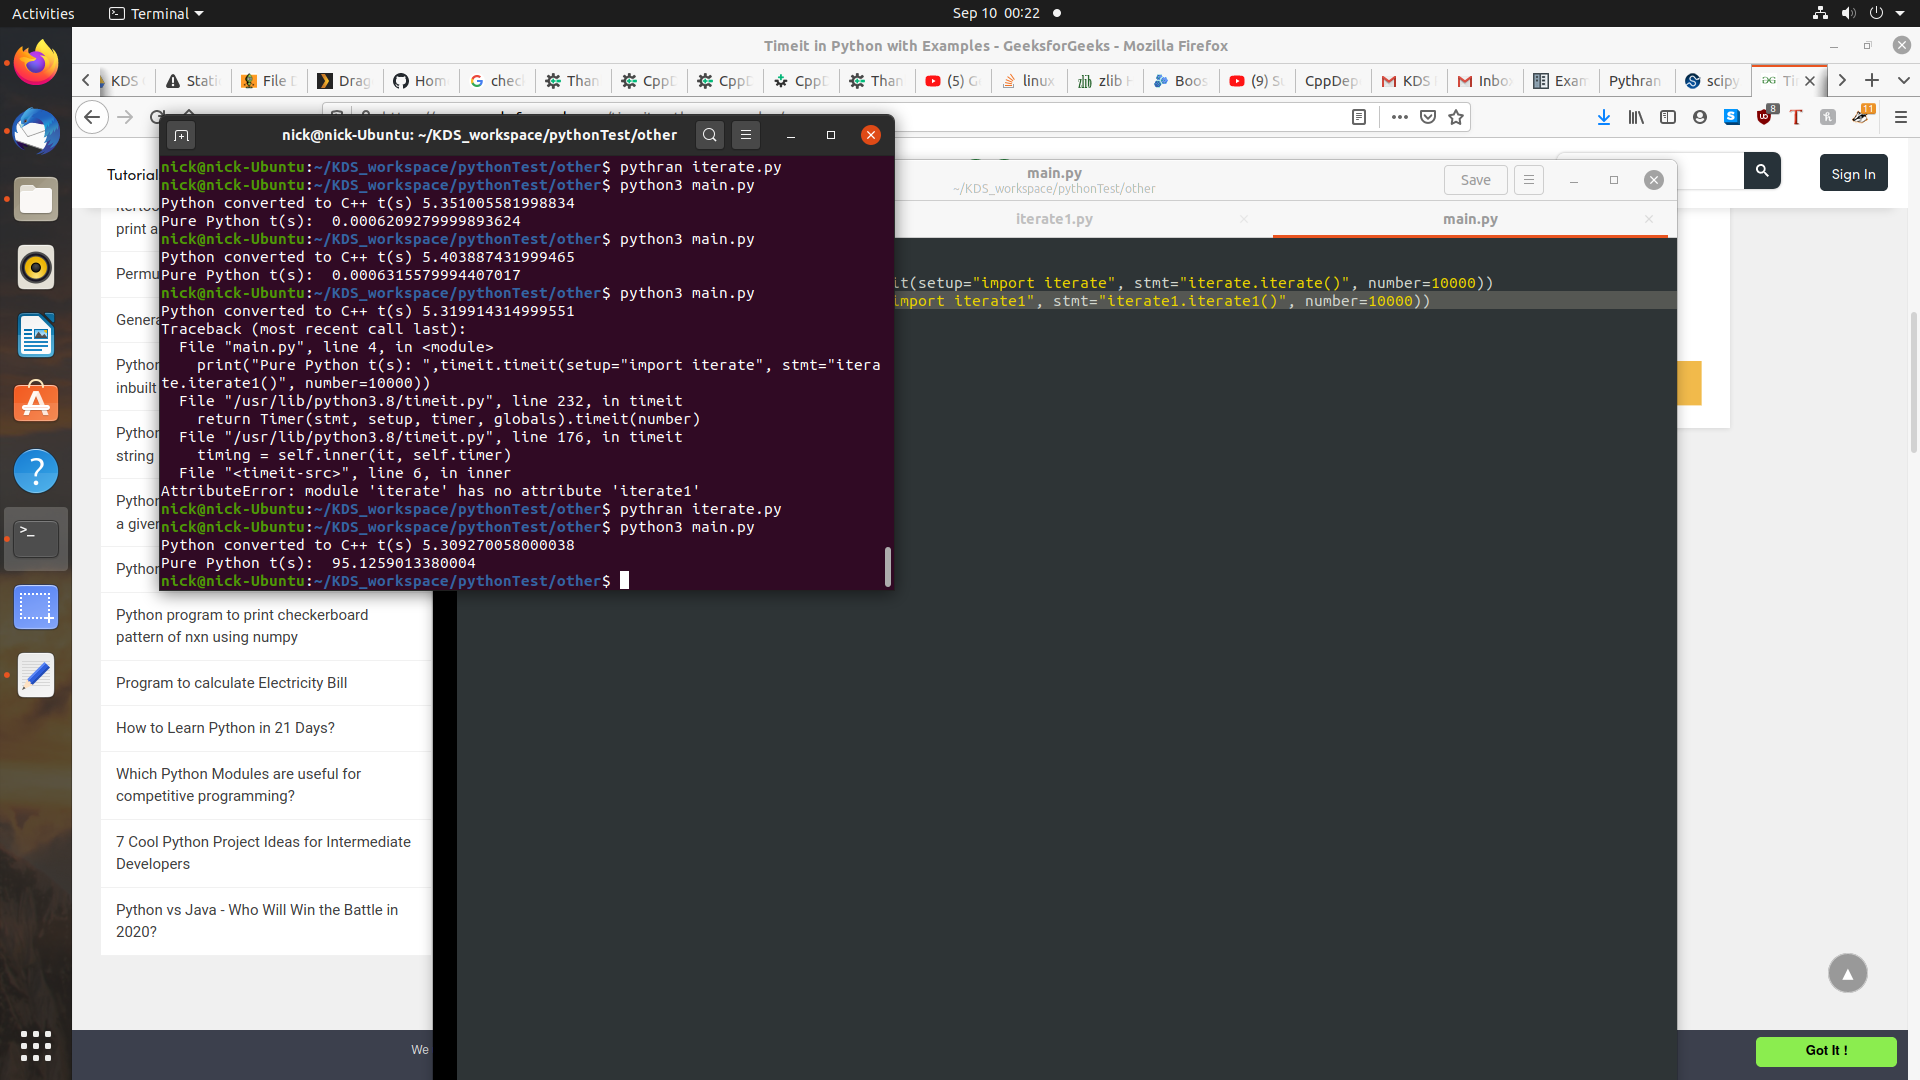 Activities
Terminal
Sep 10 00:22
Timeit in Python with Examples - GeeksforGeeks - Mozilla Firefox
KDS
File
Drag
Hom
chec
Than
CppD
CppD
CppD
Than
(5)
linux
zlib
Boos
(9)
CppDep
KDS
Inbo
Exam
Pythran
scipy
8
11
nick@nick-Ubuntu: ~/KDS_workspace/pythonTest/other
nick@nick-Ubuntu:~/KDS_workspace/pythonTest/other$ pythran iterate.py
nick@nick-Ubuntu:~/KDS_workspace/pythonTest/other$ python3 main.py
Python converted to C++ t(s) 5.351005581998834
Pure Python t(s):  0.0006209279999893624
nick@nick-Ubuntu:~/KDS_workspace/pythonTest/other$ python3 main.py
Python converted to C++ t(s) 5.403887431999465
Pure Python t(s):  0.0006315579994407017
nick@nick-Ubuntu:~/KDS_workspace/pythonTest/other$ python3 main.py
Python converted to C++ t(s) 5.319914314999551
Traceback (most recent call last):
  File "main.py", line 4, in <module>
    print("Pure Python t(s): ",timeit.timeit(setup="import iterate", stmt="itera
te.iterate1()", number=10000))
  File "/usr/lib/python3.8/timeit.py", line 232, in timeit
    return Timer(stmt, setup, timer, globals).timeit(number)
  File "/usr/lib/python3.8/timeit.py", line 176, in timeit
    timing = self.inner(it, self.timer)
  File "<timeit-src>", line 6, in inner
AttributeError: module 'iterate' has no attribute 'iterate1'
nick@nick-Ubuntu:~/KDS_workspace/pythonTest/other$ pythran iterate.py
nick@nick-Ubuntu:~/KDS_workspace/pythonTest/other$ python3 main.py
Python converted to C++ t(s) 5.309270058000038
Pure Python t(s):  95.1259013380004
nick@nick-Ubuntu:~/KDS_workspace/pythonTest/other$
main.py
~/KDS_workspace/pythonTest/other
Save
iterate1.py
main.py
it(setup="import iterate", stmt="iterate.iterate()", number=10000))
import iterate1", stmt="iterate1.iterate1()", number=10000))
Sign In
Tutorial
print a
Permu
Genera
Python
inbuilt
Python
string
Python
a given
Python
Python program to print checkerboard
pattern of nxn using numpy
Program to calculate Electricity Bill
How to Learn Python in 21 Days?
Which Python Modules are useful for
competitive programming?
7 Cool Python Project Ideas for Intermediate
Developers
Python vs Java - Who Will Win the Battle in
2020?
We
Got It !